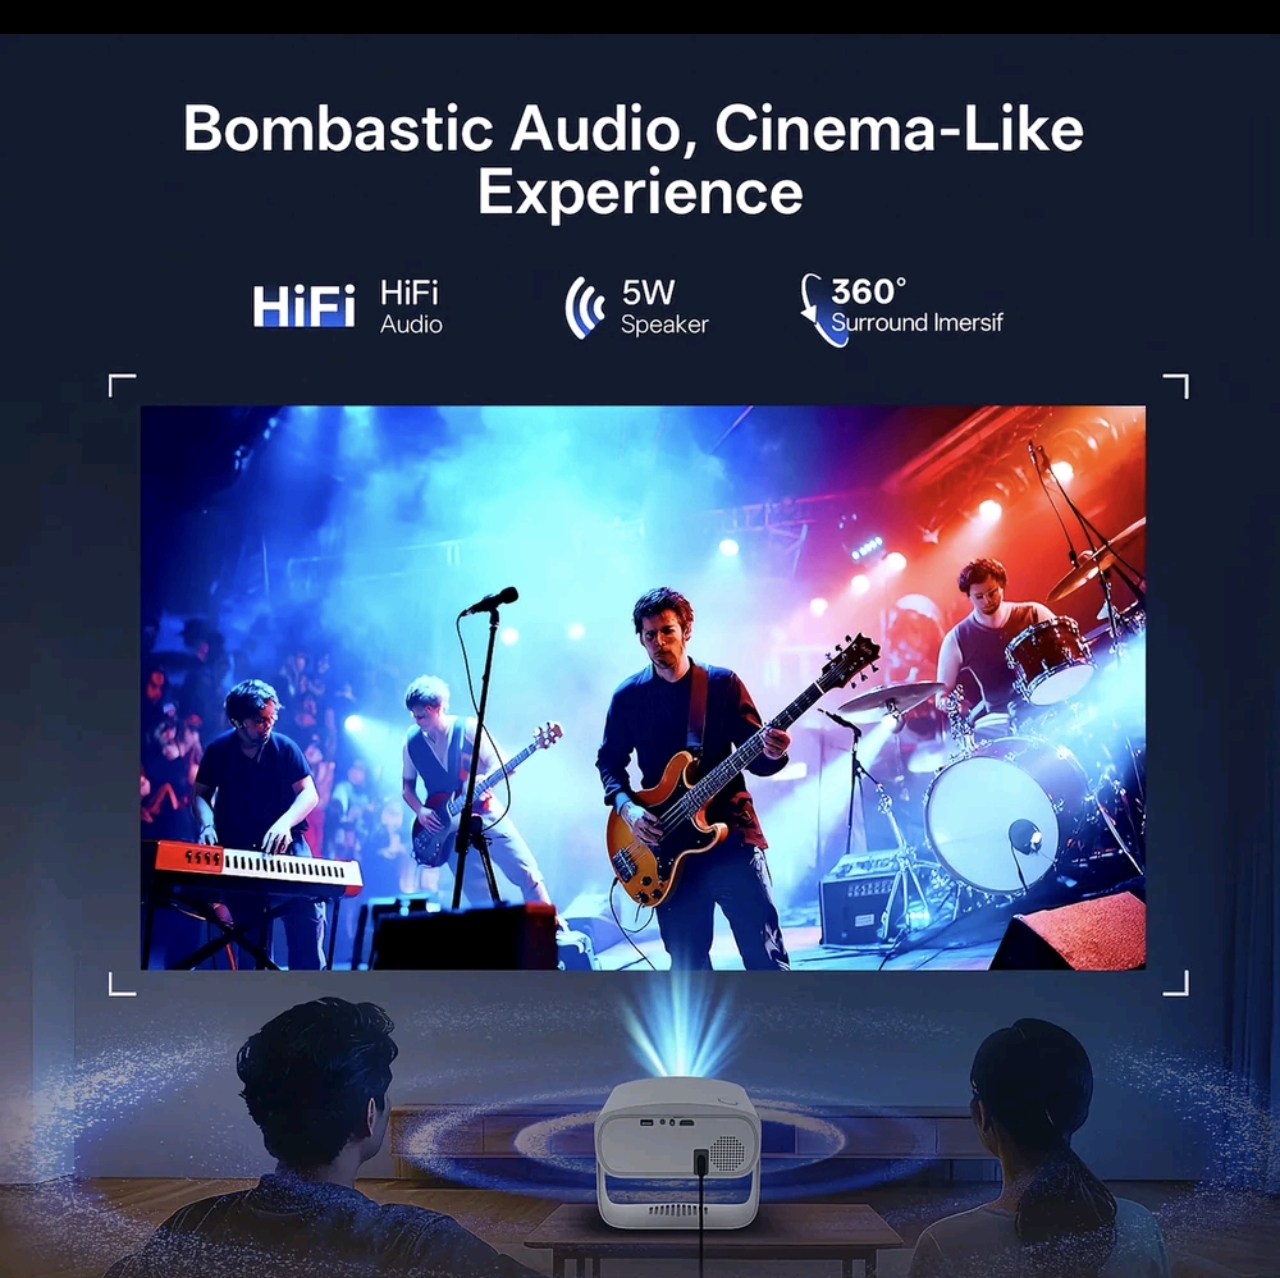 Bombastic Audio, Cinema-Like
Experience
HiFi
HiFi
Audio
5W
Speaker
360°
Surround Imersif